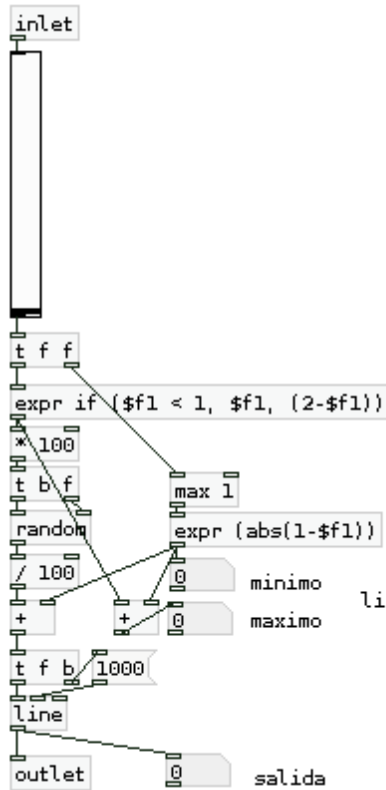 inlet
t f f
expr if ($f1 < 1, $f1, (2-$f1))
* 100
t b f
max 1
random
expr (abs(1-$f1))
/ 100
0
minimo
li
+
+
0
maximo
t f b
1000
line
outlet
0
salida